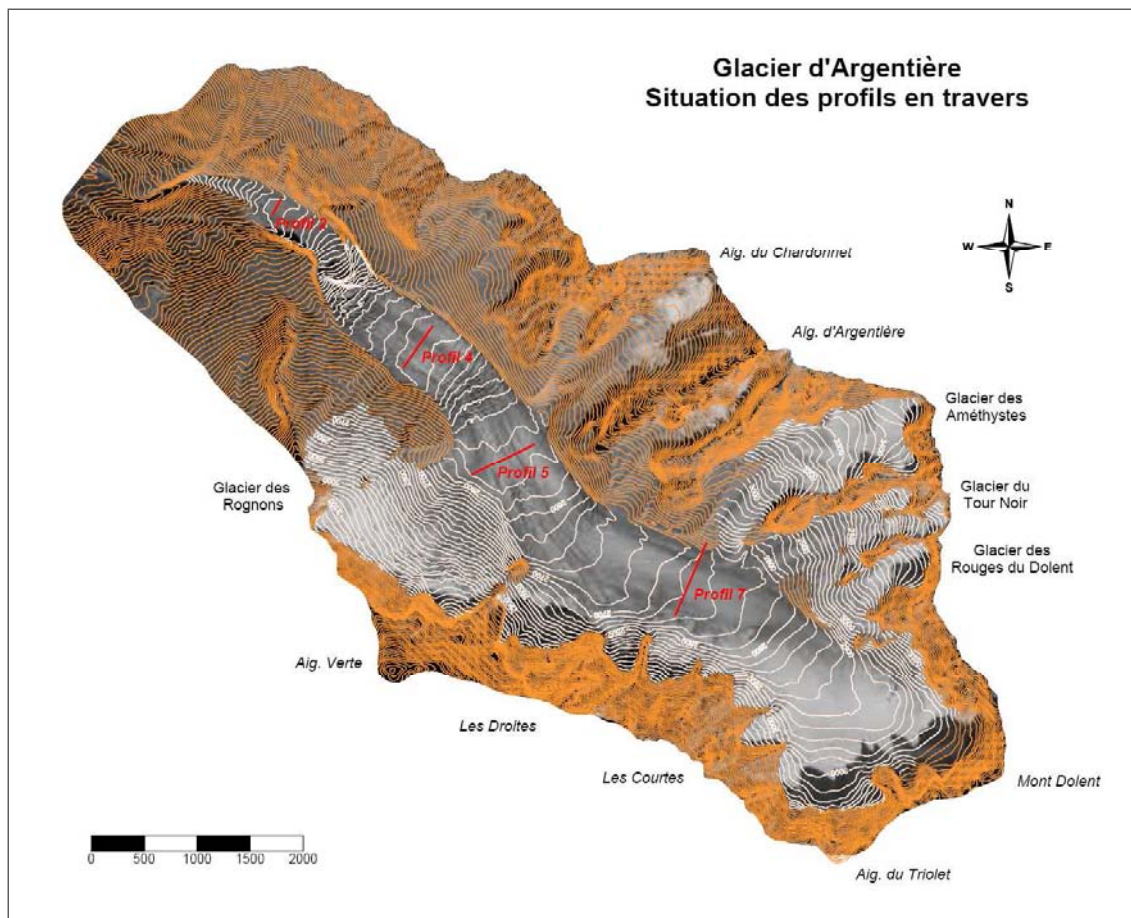 Glacier d'Argentière
Situation des profils en travers
N
W E
S
Aig. du Chardonnet
Aig. d'Argentière
Profil 2
Profil 4
Profil 5
Profil 7
Glacier des
Améthystes
Glacier du
Tour Noir
Glacier des
Rouges du Dolent
Glacier des
Rognons
Aig. Verte
Les Droites
Les Courtes
Mont Dolent
Aig. du Triolet
0 500 1000 1500 2000